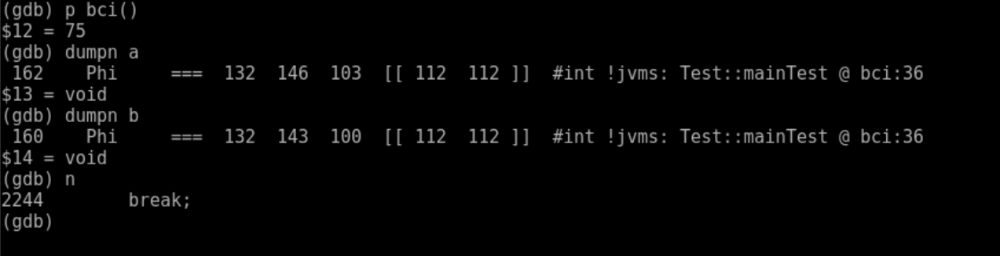 (gdb) p bci()
$12 = 75
(gdb) dumpn a
 162    Phi     ===  132  146  103  [[ 112  112 ]]  #int !jvms: Test::mainTest @ bci:36
$13 = void
(gdb) dumpn b
 160    Phi     ===  132  143  100  [[ 112  112 ]]  #int !jvms: Test::mainTest @ bci:36
$14 = void
(gdb) n
2244        break;
(gdb)